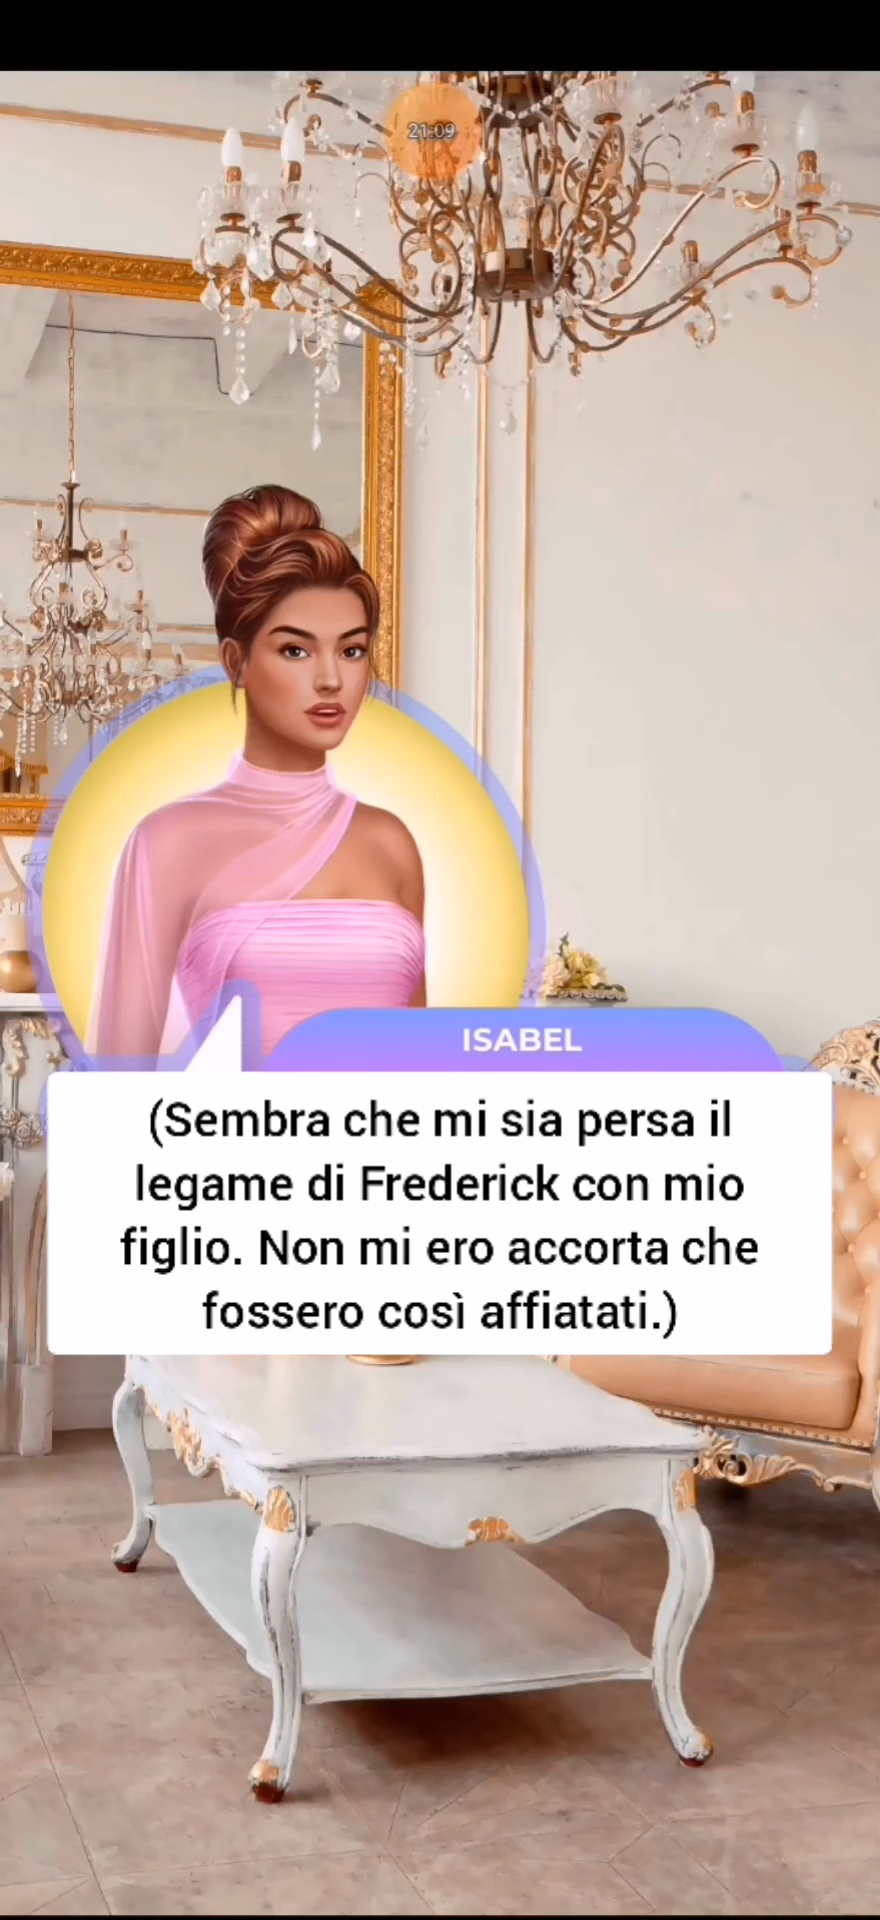 21:09
ISABEL
(Sembra che mi sia persa il
legame di Frederick con mio
figlio. Non mi ero accorta che
fossero così affiatati.)